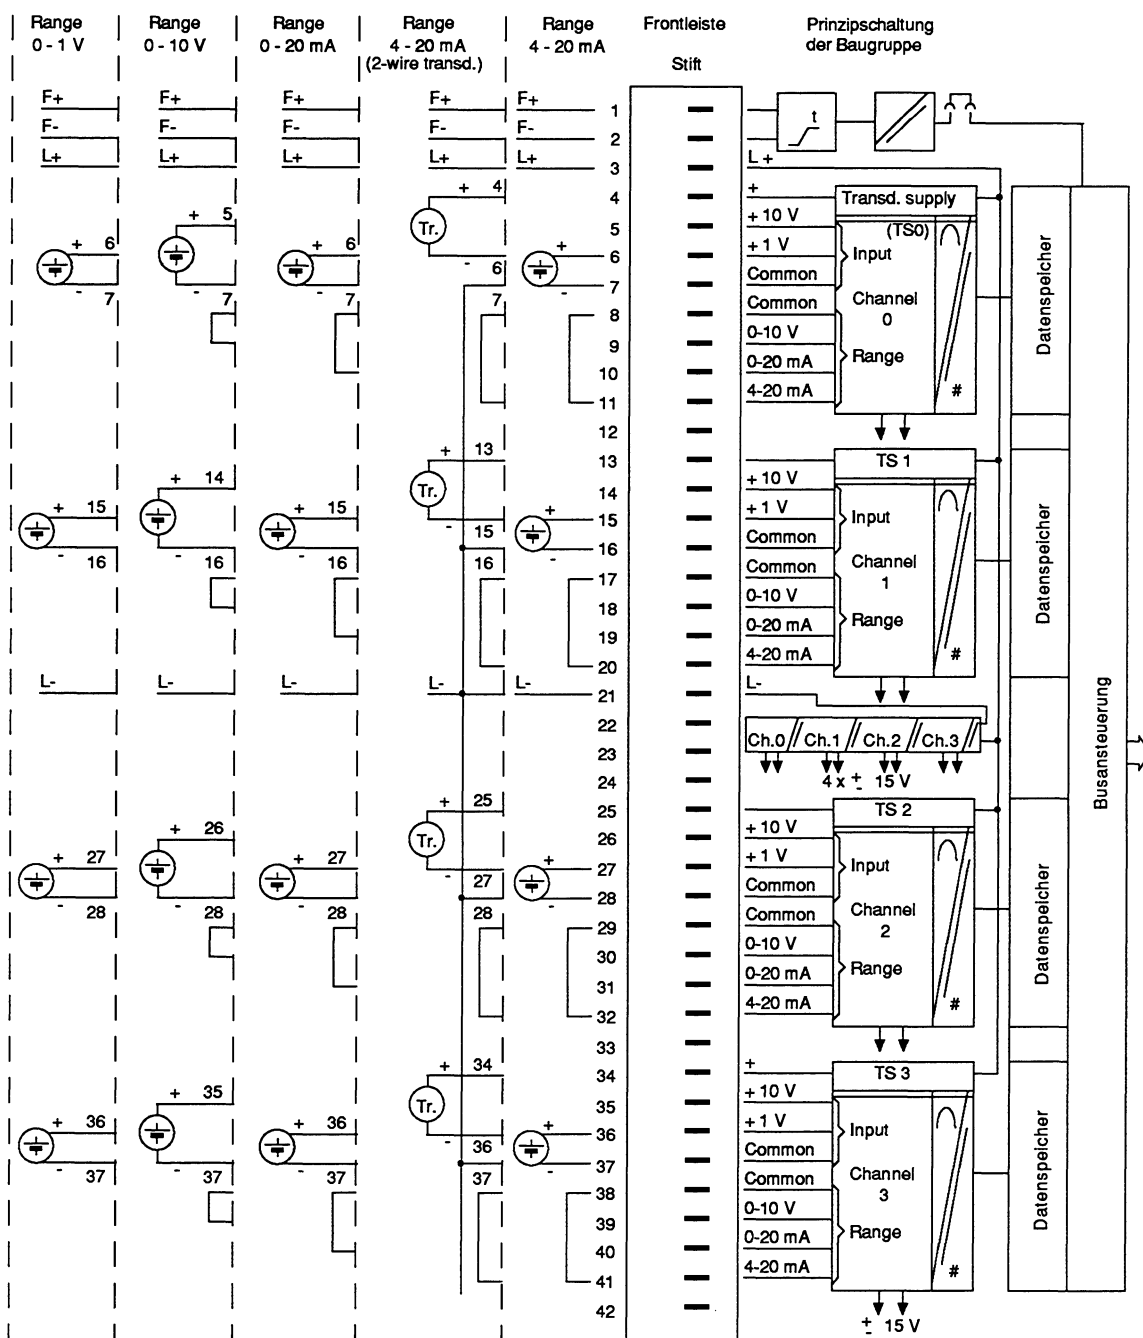 Range Range Range Range Range Frontleiste Prinzipschaltung
0 - 1 V 0 - 10 V 0 - 20 mA 4 - 20 mA 4 - 20 mA der Baugruppe
(2-wire transd.) Stift
F+ F+ F+ F+ F+ 1 t
F- F- F- F- F- 2
L+ L+ L+ L+ L+ 3 L +
+ 4 4 + Transd. supply
+ 5 Tr. 5 + 10 V (TS0)
+ 6 + 6 + 6 + 1 V Input
- - - - 6 - 7 Common
7 7 7 7 8 Common Channel
9 0-10 V 0
10 0-20 mA Range
11 4-20 mA #
Datenspeicher
12
+ 13 13 TS 1
+ 14 Tr. 14 + 10 V
+ 15 + 15 + 15 + 1 V Input
- - - - 15 - 16 Common
16 16 16 16 17 Common Channel
18 0-10 V 1
19 0-20 mA Range
20 4-20 mA #
Datenspeicher
L- L- L- L- L- 21 L-
22
Ch.0 Ch.1 Ch.2 Ch.3
23
24 4 x +- 15 V
+ 25 25 TS 2
+ 26 Tr. 26 + 10 V
+ 27 + 27 + 27 + 1 V Input
- - - - 27 - 28 Common
28 28 28 28 29 Common Channel
30 0-10 V 2
31 0-20 mA Range
32 4-20 mA #
Datenspeicher
33
+ 34 34 + TS 3
+ 35 Tr. 35 + 10 V
+ 36 + 36 + 36 + 1 V Input
- - - - 36 - 37 Common
37 37 37 37 38 Common Channel
39 0-10 V 3
40 0-20 mA Range
41 4-20 mA #
Datenspeicher
42
+- 15 V
Busansteuerung